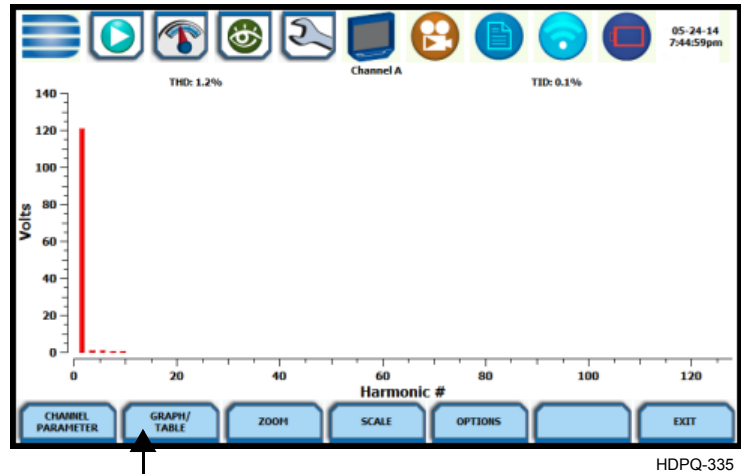 05-24-14
7:44:59pm
Channel A
THD: 1.2%
TID: 0.1%
140
120
100
80
60
40
20
0
Volts
0 20 40 60 80 100 120
Harmonic #
CHANNEL
PARAMETER
GRAPH/
TABLE
ZOOM
SCALE
OPTIONS
EXIT
HDPQ-335